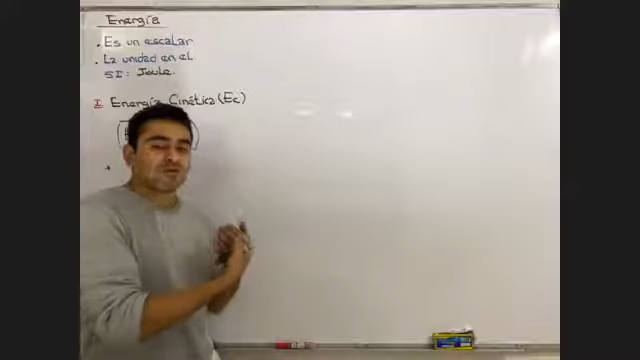 Energía
• Es un escalar
• La unidad en el
SI: Joule.
I Energía Cinética (Ec)